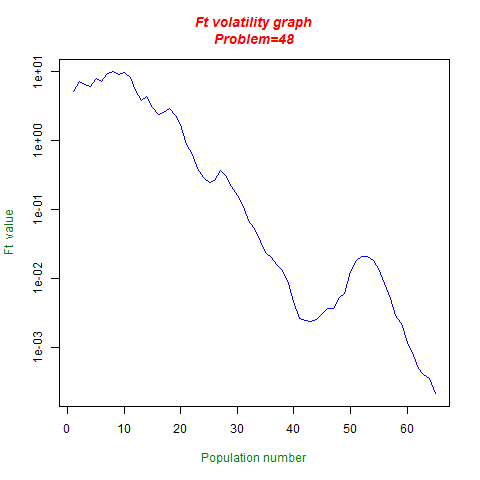 Ft volatility graph
Problem=48
Ft value
1e+01
1e+00
1e-01
1e-02
1e-03
0 10 20 30 40 50 60
Population number